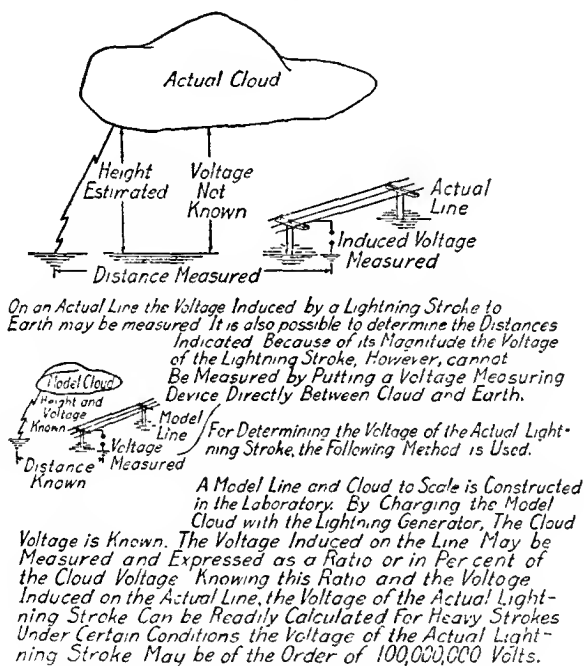 Actual Cloud
Height
Estimated
Voltage
Not
Known
Actual
Line
Induced Voltage
Measured
Distance Measured
On an Actual Line the Voltage Induced by a Lightning Stroke to
Earth may be measured It is also possible to determine the Distances
Indicated Because of its Magnitude the Voltage
of the Lightning Stroke, However, cannot
Be Measured by Putting a Voltage Measuring
Device Directly Between Cloud and Earth.
Model Cloud
Height and
Voltage
Known
Model
Line
Voltage
Measured
Distance
Known
For Determining the Voltage of the Actual Light-
ning Stroke, the Following Method is Used.
A Model Line and Cloud to Scale is Constructed
in the Laboratory. By Charging the Model
Cloud with the Lightning Generator, The Cloud
Voltage is Known. The Voltage Induced on the Line May be
Measured and Expressed as a Ratio or in Per cent of
the Cloud Voltage Knowing this Ratio and the Voltage
Induced on the Actual Line, the Voltage of the Actual Light-
ning Stroke Can be Readily Calculated For Heavy Strokes
Under Certain Conditions the Voltage of the Actual Light-
ning Stroke May be of the Order of 100,000,000 Volts.